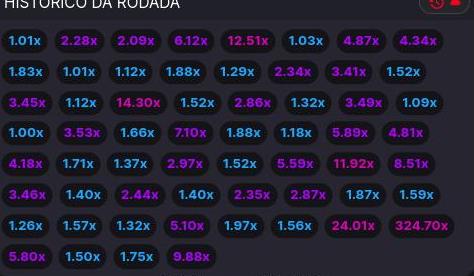 HISTÓRICO DA RODADA
1.01x 2.28x 2.09x 6.12x 12.51x 1.03x 4.87x 4.34x
1.83x 1.01x 1.12x 1.88x 1.29x 2.34x 3.41x 1.52x
3.45x 1.12x 14.30x 1.52x 2.86x 1.32x 3.49x 1.09x
1.00x 3.53x 1.66x 7.10x 1.88x 1.18x 5.89x 4.81x
4.18x 1.71x 1.37x 2.97x 1.52x 5.59x 11.92x 8.51x
3.46x 1.40x 2.44x 1.40x 2.35x 2.87x 1.87x 1.59x
1.26x 1.57x 1.32x 5.10x 1.97x 1.56x 24.01x 324.70x
5.80x 1.50x 1.75x 9.88x